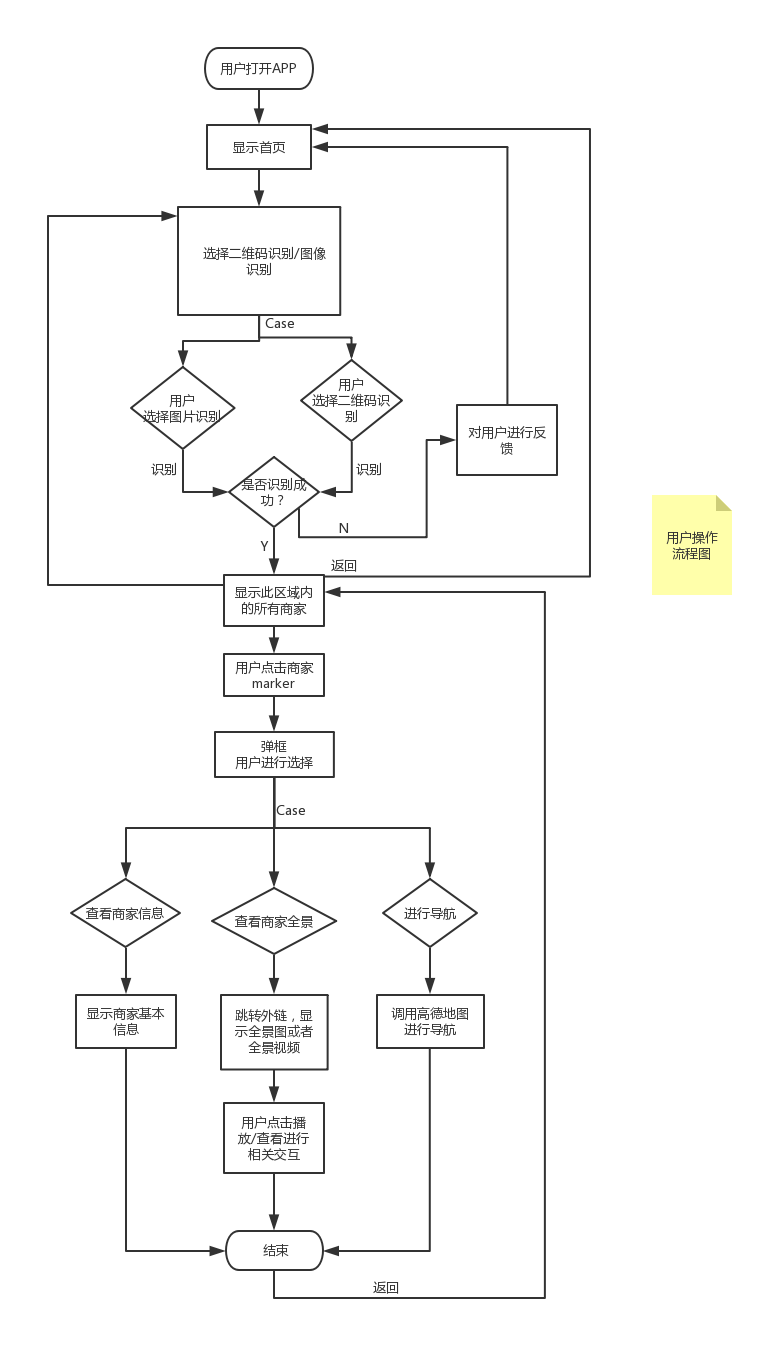 用户打开APP
显示首页
选择二维码识别/图像
识别
Case
用户
选择图片识别
用户
选择二维码识
别
对用户进行反
馈
识别
识别
是否识别成
功？
N
Y
用户操作
流程图
返回
显示此区域内
的所有商家
用户点击商家
marker
弹框
用户进行选择
Case
查看商家信息
查看商家全景
进行导航
显示商家基本
信息
跳转外链，显
示全景图或者
全景视频
调用高德地图
进行导航
用户点击播
放/查看进行
相关交互
结束
返回